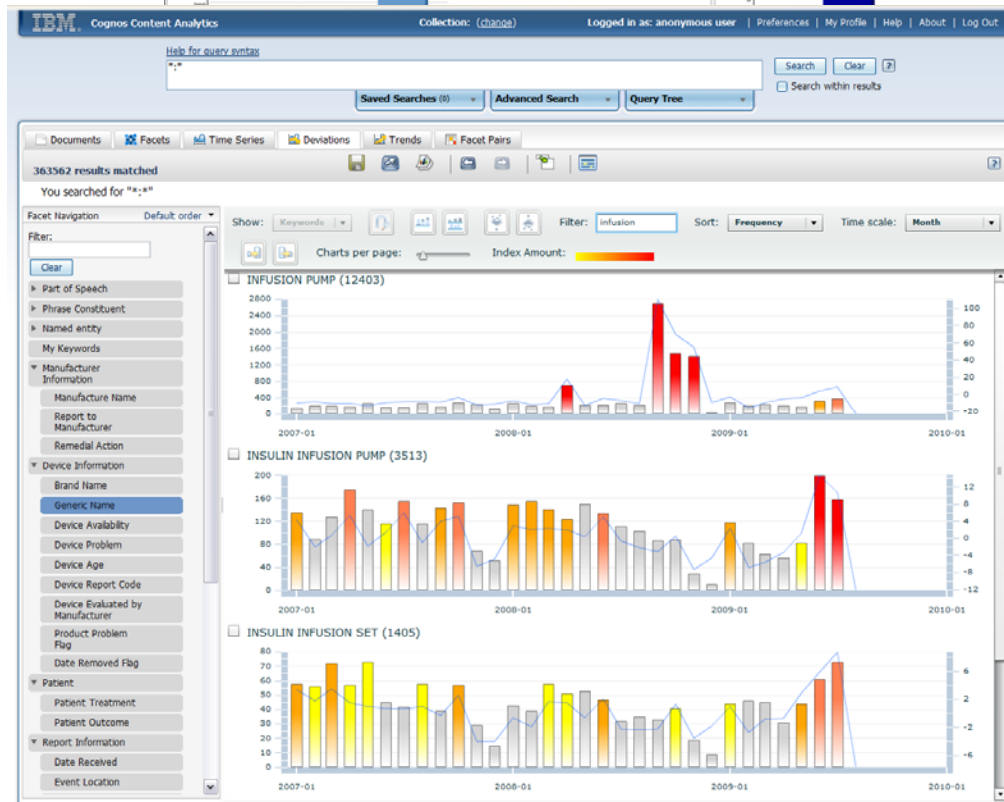 IBM. Cognos Content Analytics Collection: (change) Logged in as: anonymous user | Preferences | My Profile | Help | About | Log Out
Help for query syntax
"*:*"
Search Clear ?
Search within results
Saved Searches (0) Advanced Search Query Tree
Documents Facets Time Series Deviations Trends Facet Pairs
363562 results matched ?
You searched for "*:*"
Facet Navigation Default order
Filter:
Clear
Part of Speech
Phrase Constituent
Named entity
My Keywords
Manufacturer
Information
Manufacture Name
Report to
Manufacturer
Remedial Action
Device Information
Brand Name
Generic Name
Device Availability
Device Problem
Device Age
Device Report Code
Device Evaluated by
Manufacturer
Product Problem
Flag
Date Removed Flag
Patient
Patient Treatment
Patient Outcome
Report Information
Date Received
Event Location
Show: Keywords Filter: infusion Sort: Frequency Time scale: Month
Charts per page: Index Amount:
INFUSION PUMP (12403)
2800
2400 100
2000 80
1600 60
1200 40
800 20
400 0
0 -20
2007-01 2008-01 2009-01 2010-01
INSULIN INFUSION PUMP (3513)
200 12
160 8
120 4
80 0
40 -4
0 -8
-12
2007-01 2008-01 2009-01 2010-01
INSULIN INFUSION SET (1405)
80
70 6
60
50 2
40
30 -2
20
10 -6
0
2007-01 2008-01 2009-01 2010-01